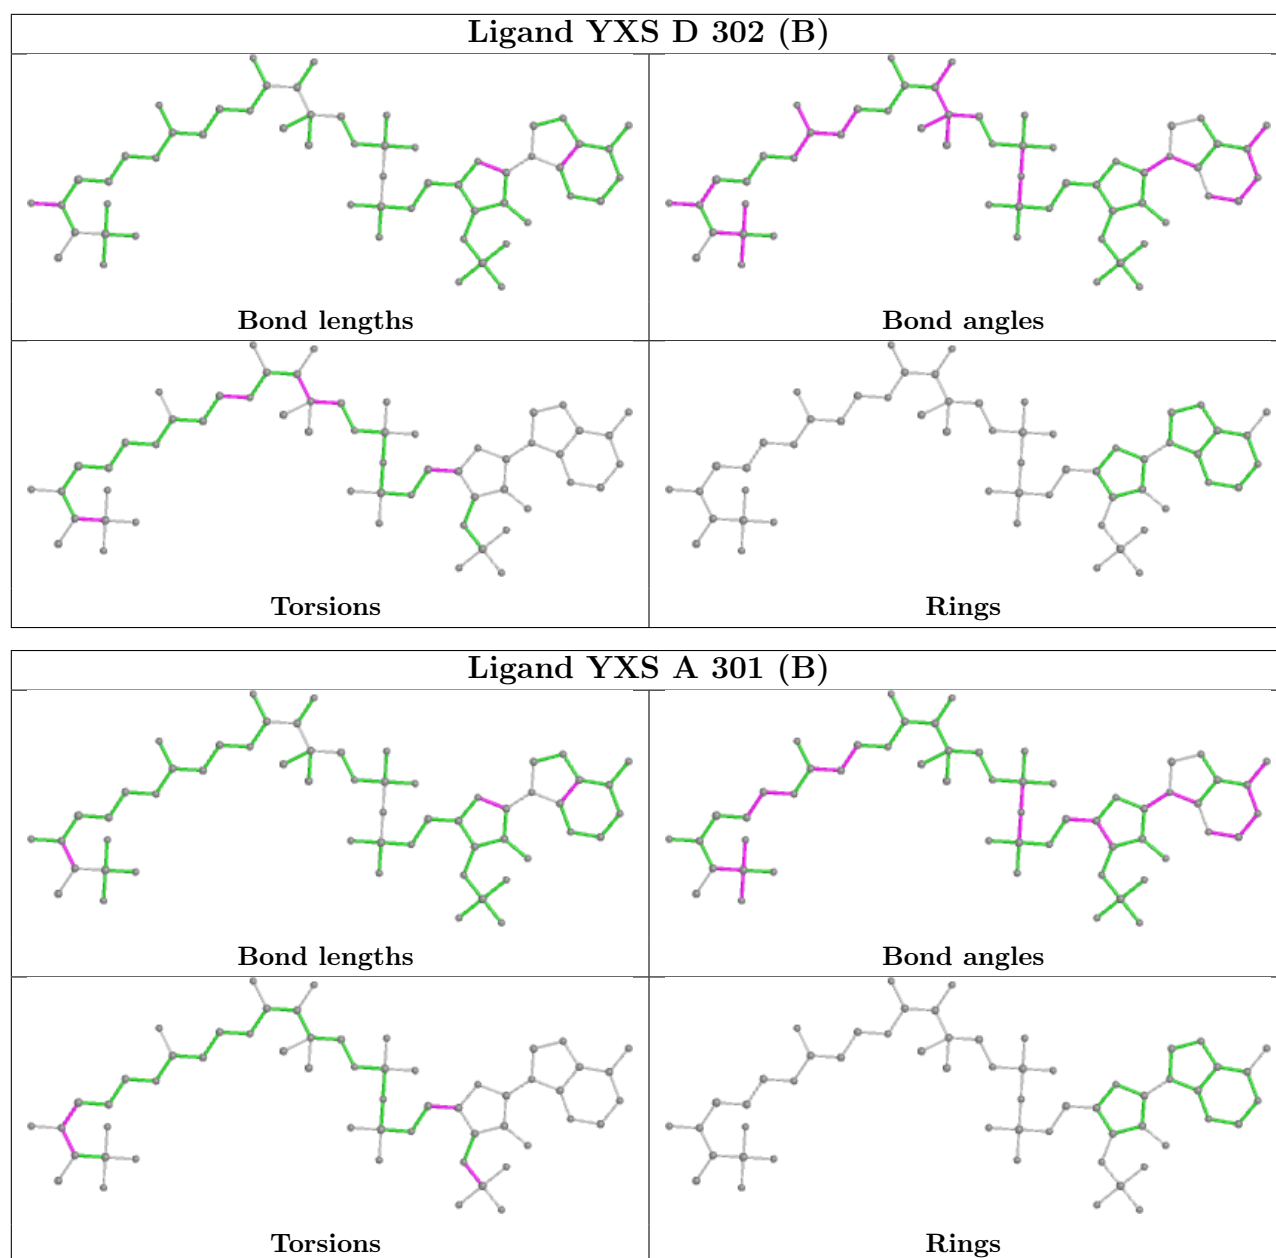 Ligand YXS D 302 (B)
Bond lengths
Bond angles
Torsions
Rings
Ligand YXS A 301 (B)
Bond lengths
Bond angles
Torsions
Rings